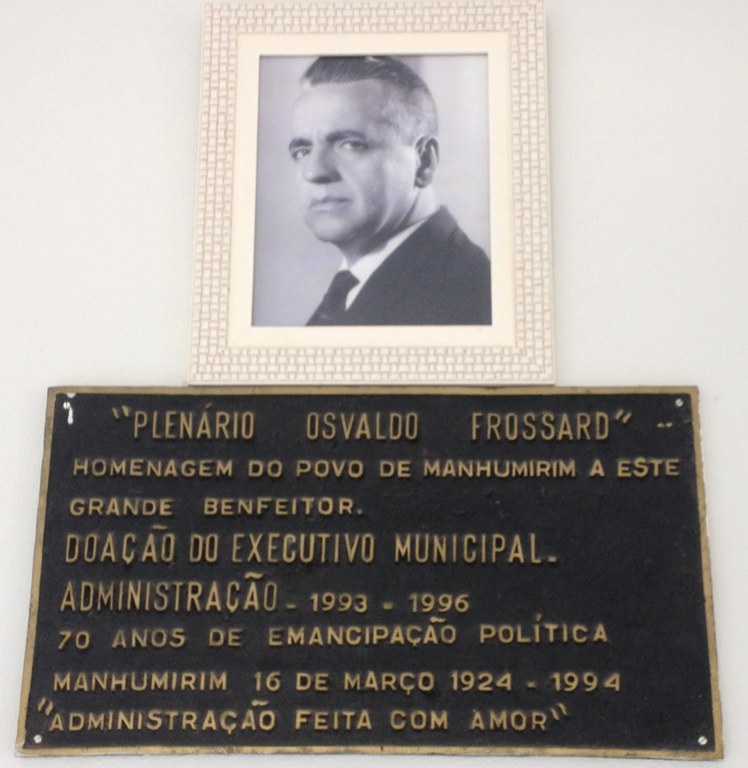 "PLENÁRIO OSVALDO FROSSARD" --
HOMENAGEM DO POVO DE MANHUMIRIM A ESTE
GRANDE BENFEITOR.
DOAÇÃO DO EXECUTIVO MUNICIPAL-
ADMINISTRAÇÃO - 1993 - 1996
70 ANOS DE EMANCIPAÇÃO POLÍTICA
MANHUMIRIM 16 DE MARÇO 1924 - 1994
"ADMINISTRAÇÃO FEITA COM AMOR"